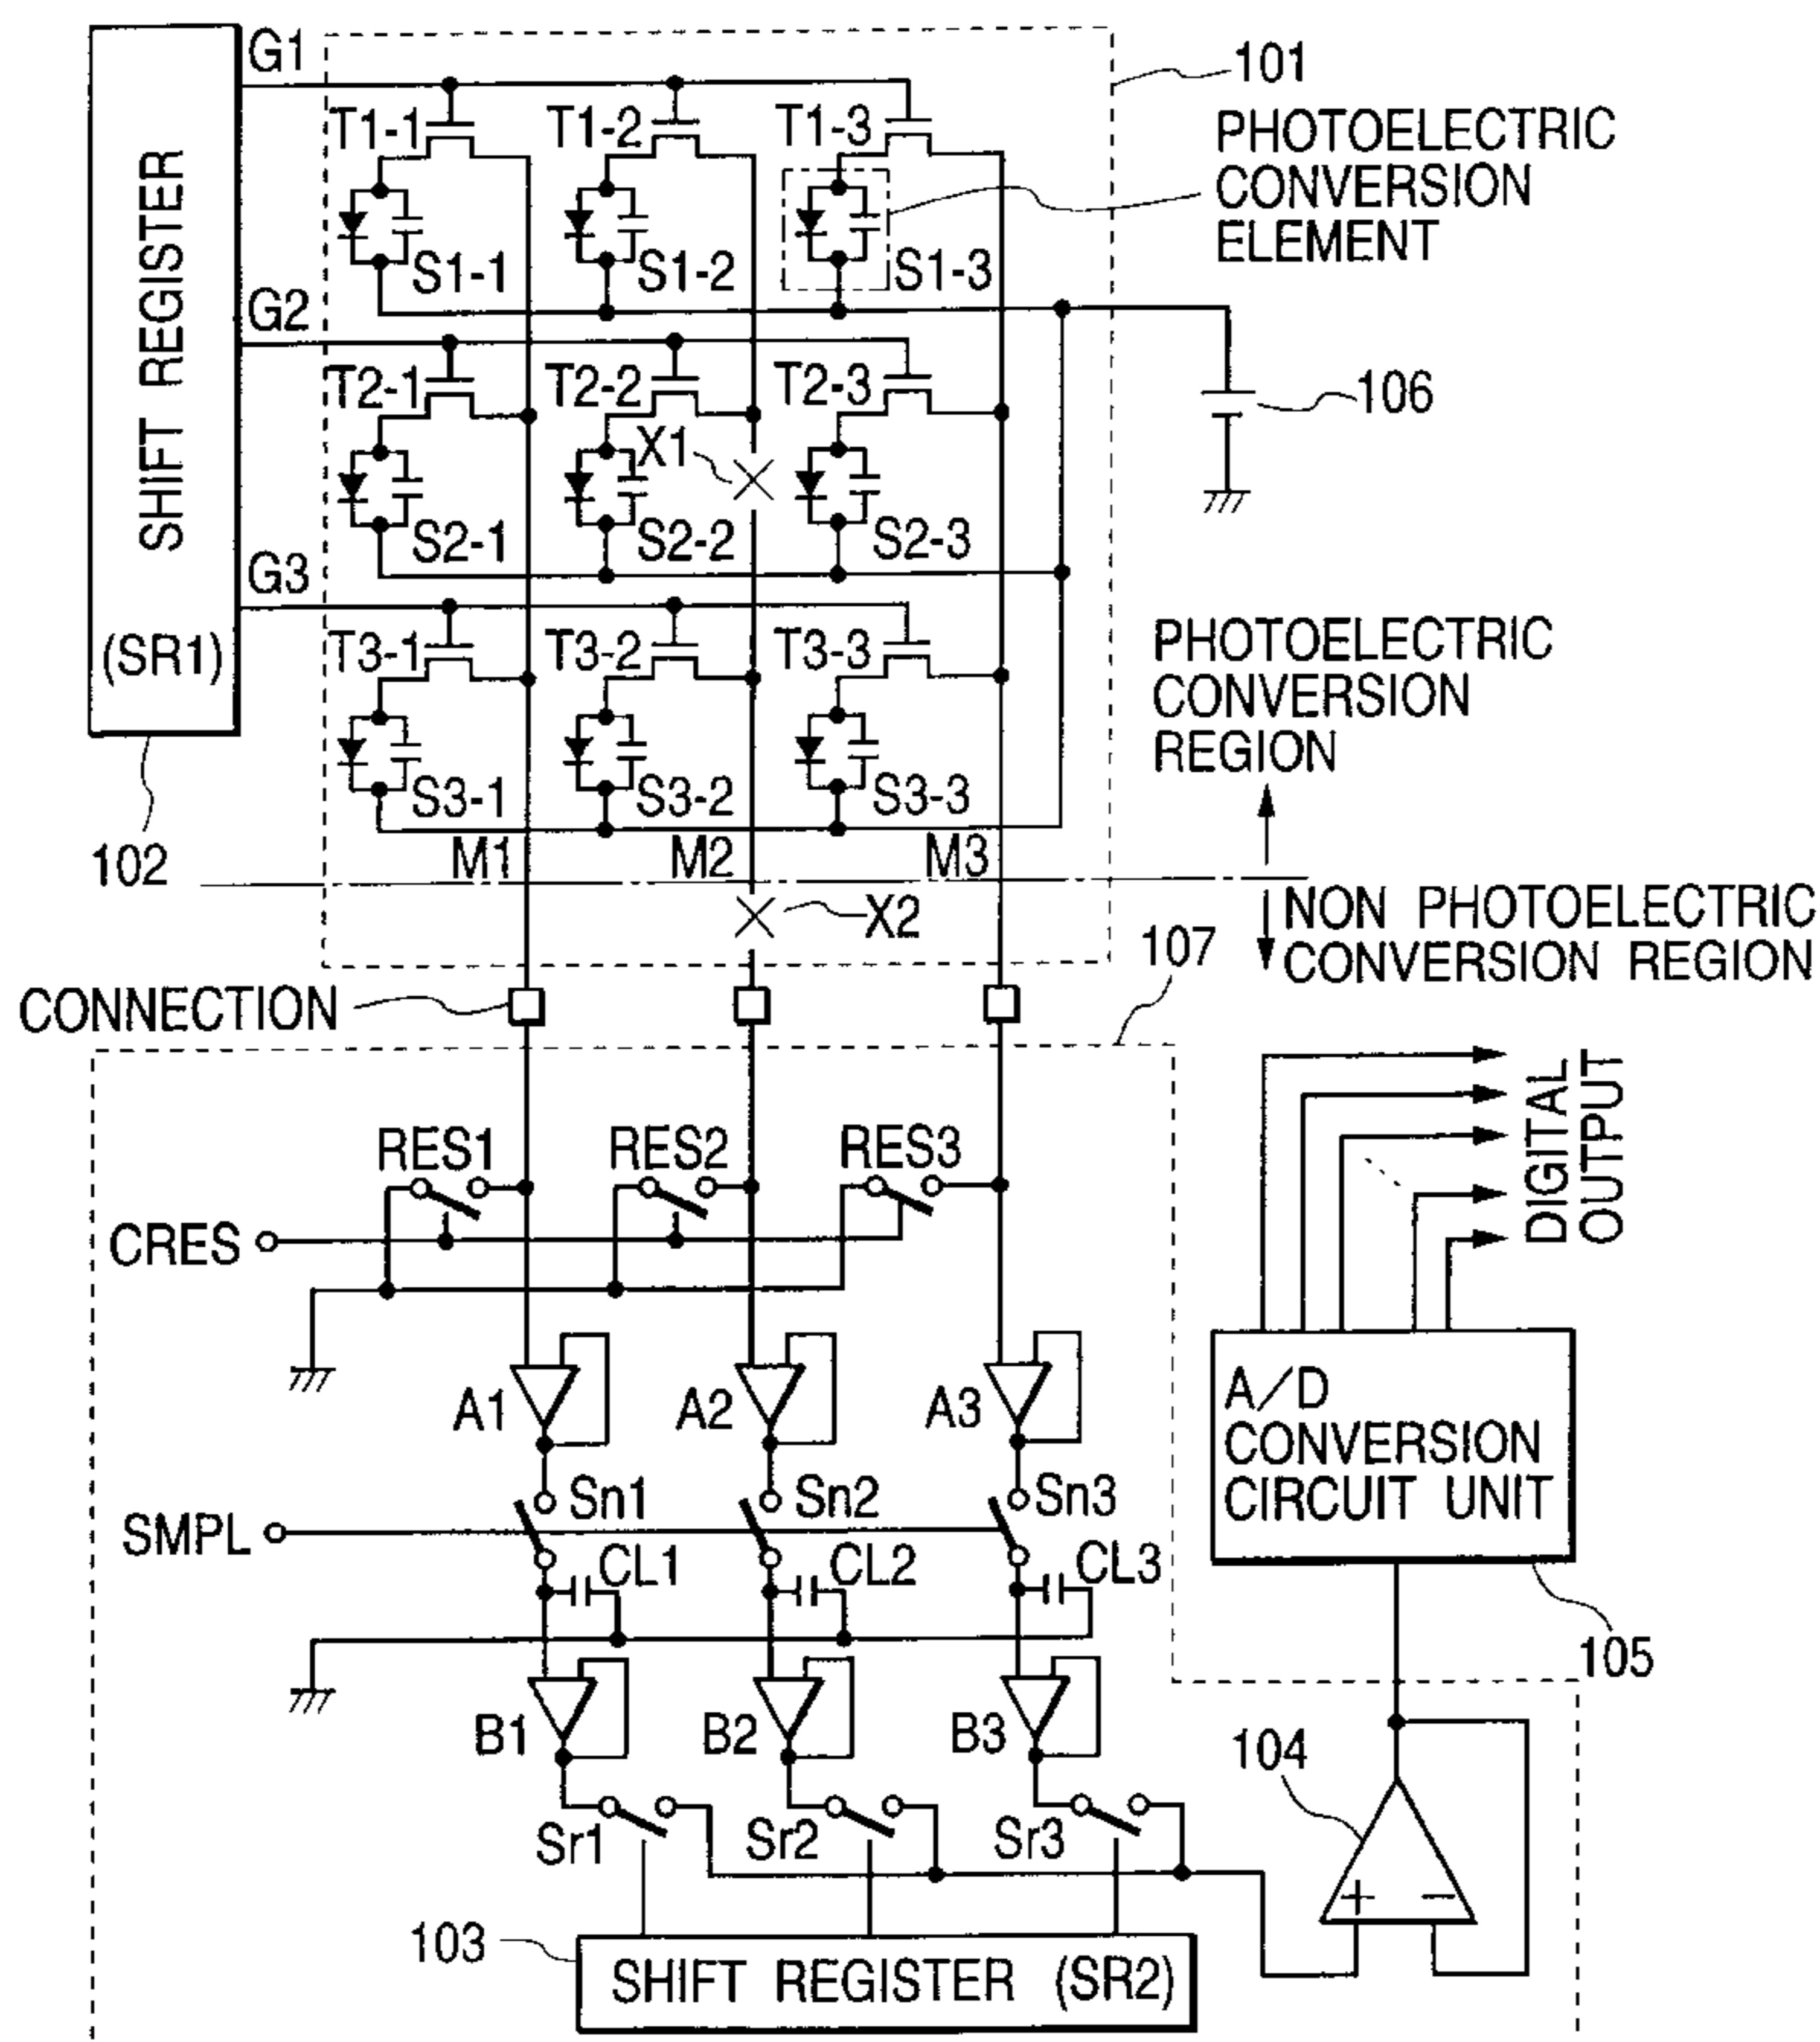 G1
101
T1-1
T1-2
T1-3
PHOTOELECTRIC
CONVERSION
ELEMENT
SHIFT REGISTER
S1-1
S1-2
S1-3
G2
T2-1
T2-2
T2-3
106
X1
S2-1
S2-2
S2-3
G3
(SR1)
T3-1
T3-2
T3-3
PHOTOELECTRIC
CONVERSION
REGION
S3-1
S3-2
S3-3
102
M1
M2
M3
X2
NON PHOTOELECTRIC
CONVERSION REGION
107
CONNECTION
DIGITAL
OUTPUT
RES1
RES2
RES3
CRES
A1
A2
A3
A/D
CONVERSION
CIRCUIT UNIT
Sn1
Sn2
Sn3
SMPL
CL1
CL2
CL3
105
B1
B2
B3
104
Sr1
Sr2
Sr3
+
−
103
SHIFT REGISTER (SR2)